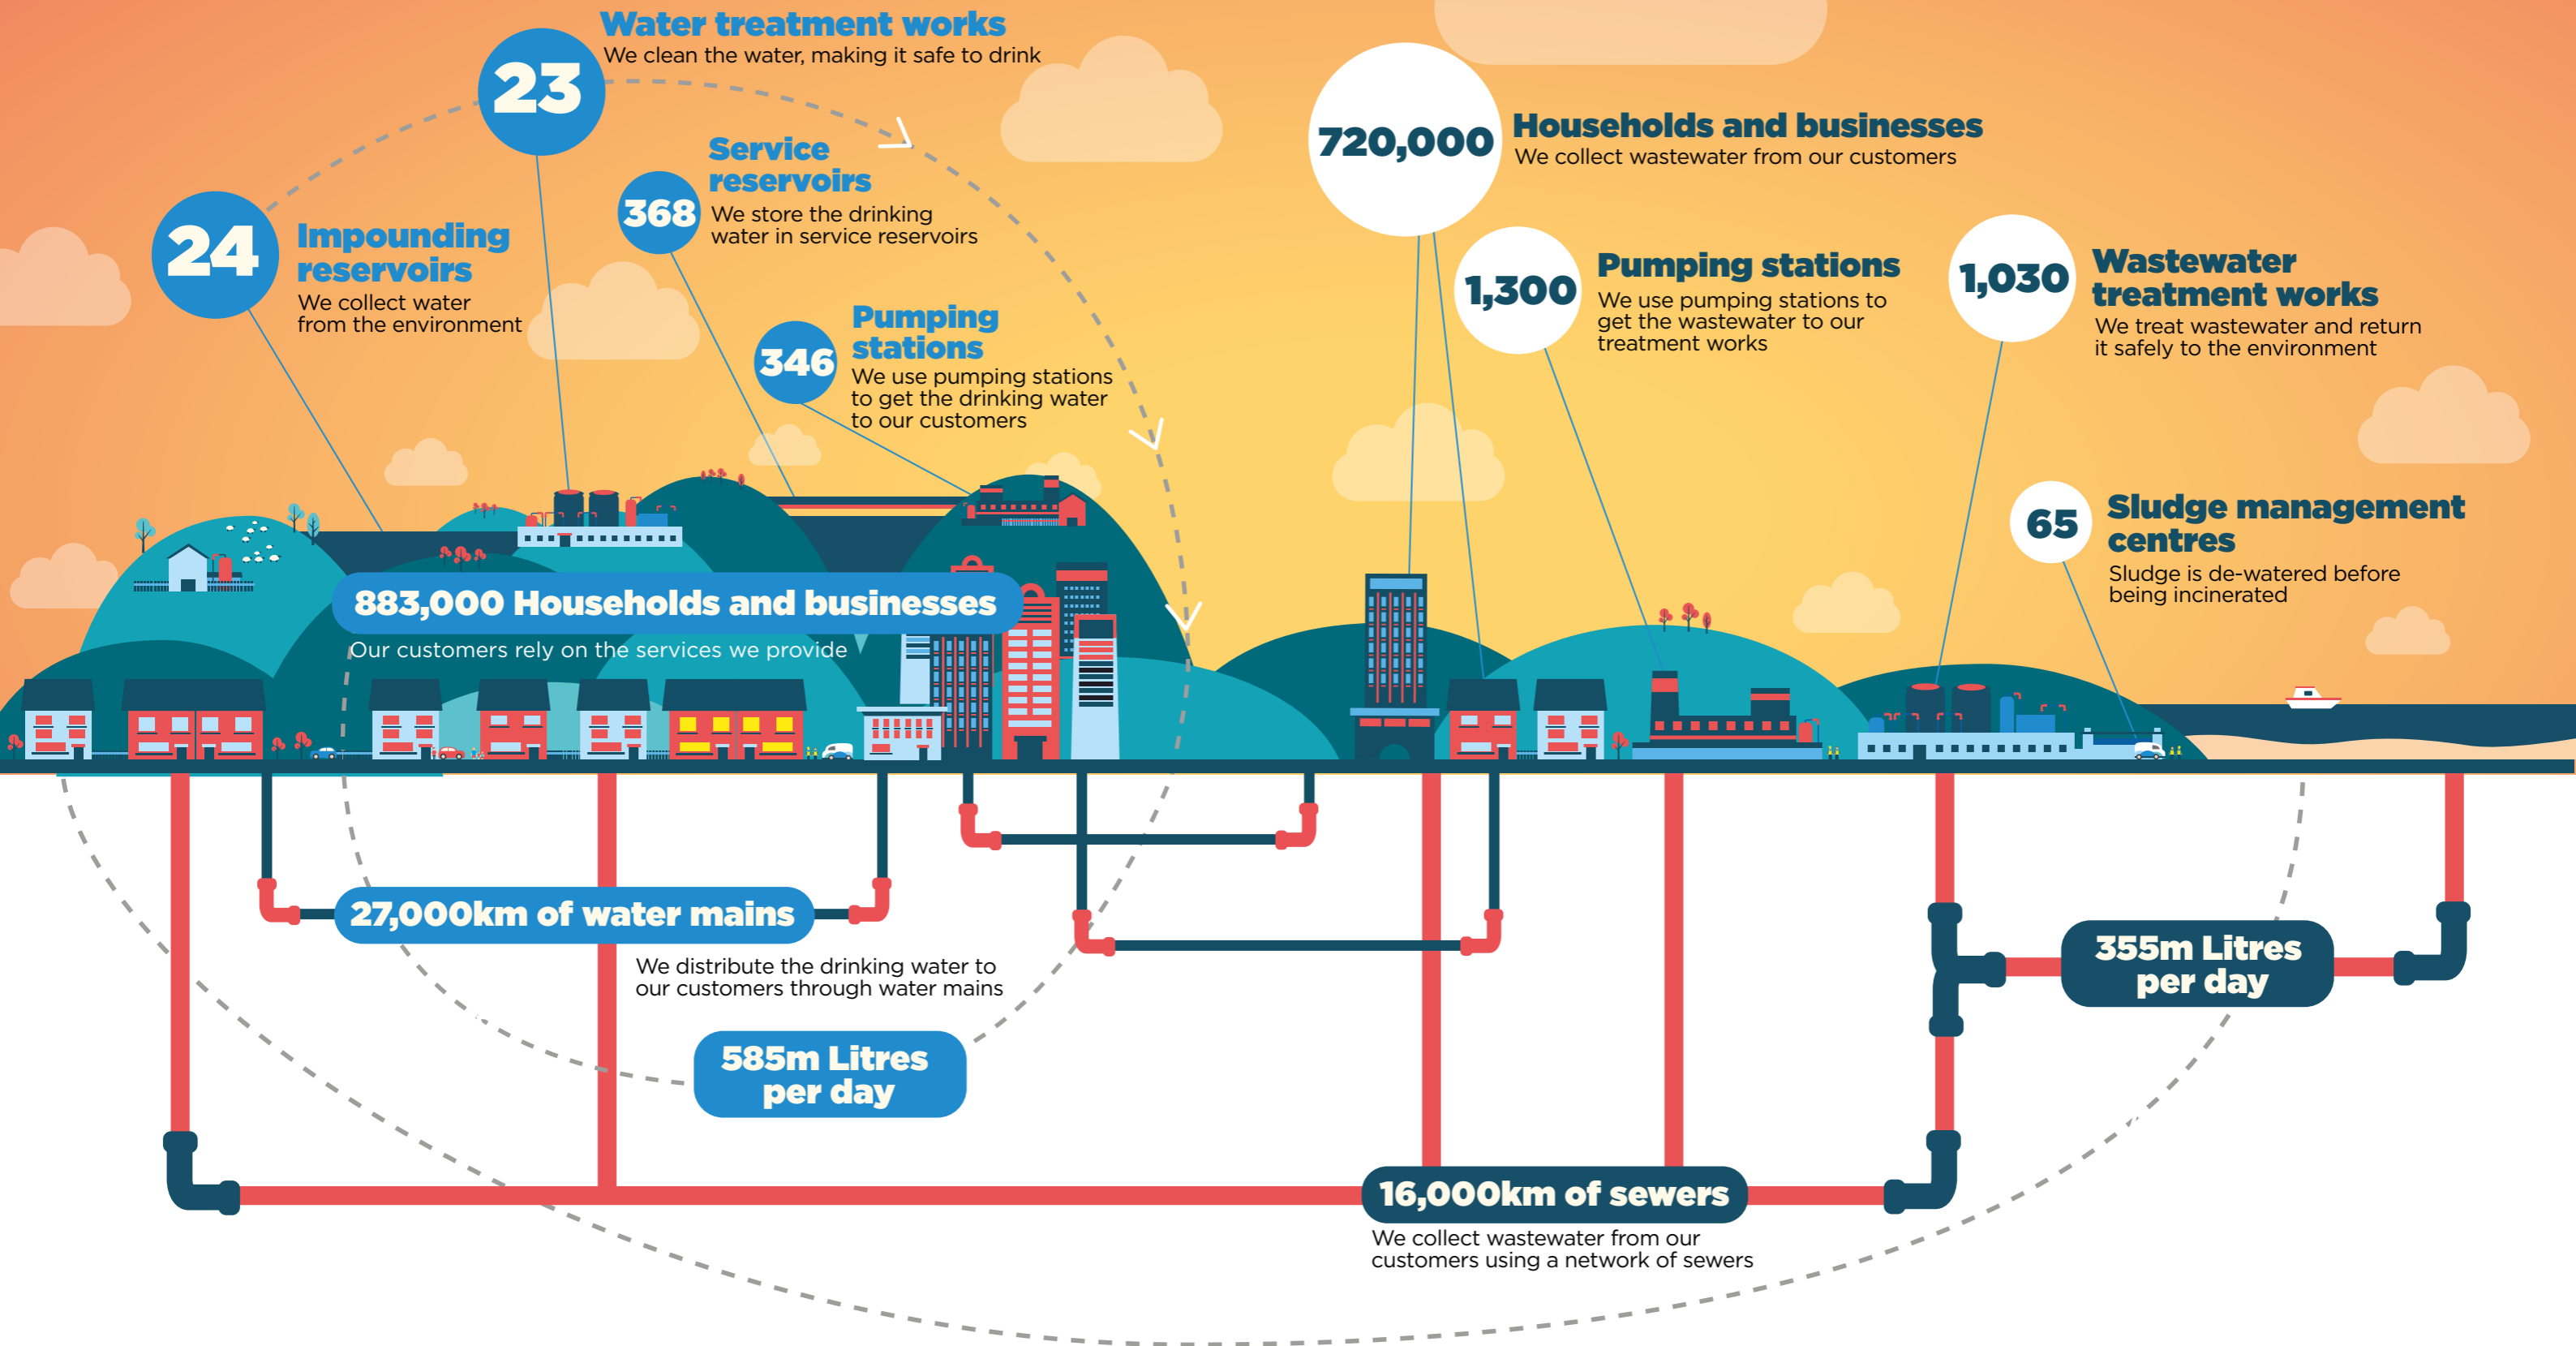 Water treatment works
We clean the water, making it safe to drink
23
24
Impounding
reservoirs
We collect water
from the environment
368
Service
reservoirs
We store the drinking
water in service reservoirs
346
Pumping
stations
We use pumping stations
to get the drinking water
to our customers
883,000 Households and businesses
Our customers rely on the services we provide
27,000km of water mains
We distribute the drinking water to
our customers through water mains
585m Litres
per day
720,000
Households and businesses
We collect wastewater from our customers
1,300
Pumping stations
We use pumping stations to
get the wastewater to our
treatment works
1,030
Wastewater
treatment works
We treat wastewater and return
it safely to the environment
65
Sludge management
centres
Sludge is de-watered before
being incinerated
355m Litres
per day
16,000km of sewers
We collect wastewater from our
customers using a network of sewers